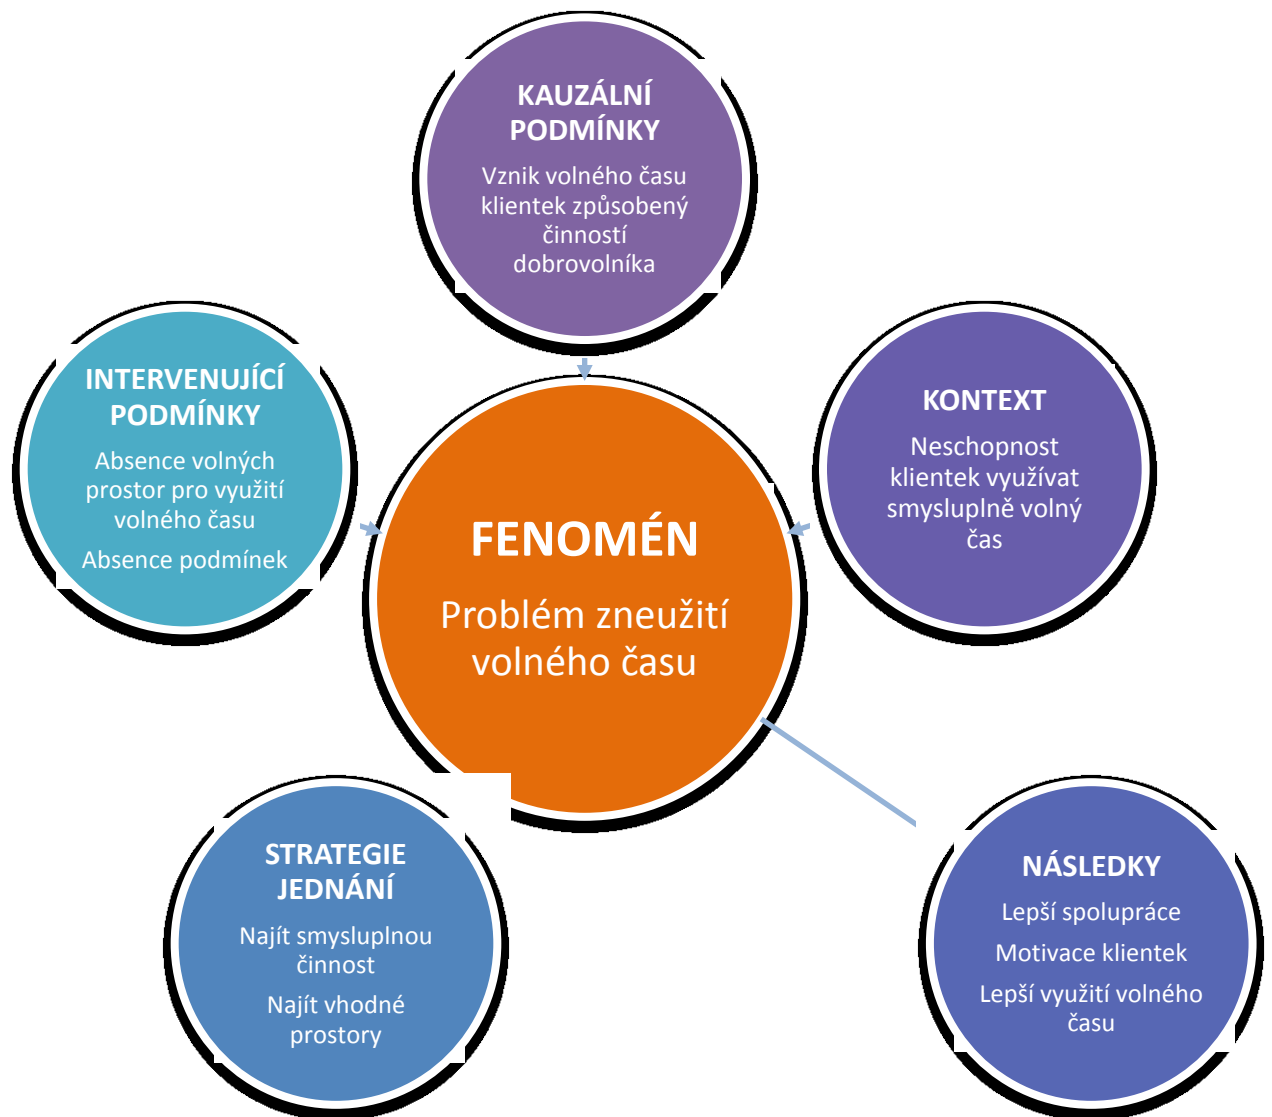 KAUZÁLNÍ
PODMÍNKY
Vznik volného času
klientek způsobený
činností
dobrovolníka
INTERVENUJÍCÍ
PODMÍNKY
Absence volných
prostor pro využití
volného času
Absence podmínek
KONTEXT
Neschopnost
klientek využívat
smysluplně volný
čas
FENOMÉN
Problém zneužití
volného času
STRATEGIE
JEDNÁNÍ
Najít smysluplnou
činnost
Najít vhodné
prostory
NÁSLEDKY
Lepší spolupráce
Motivace klientek
Lepší využití volného
času